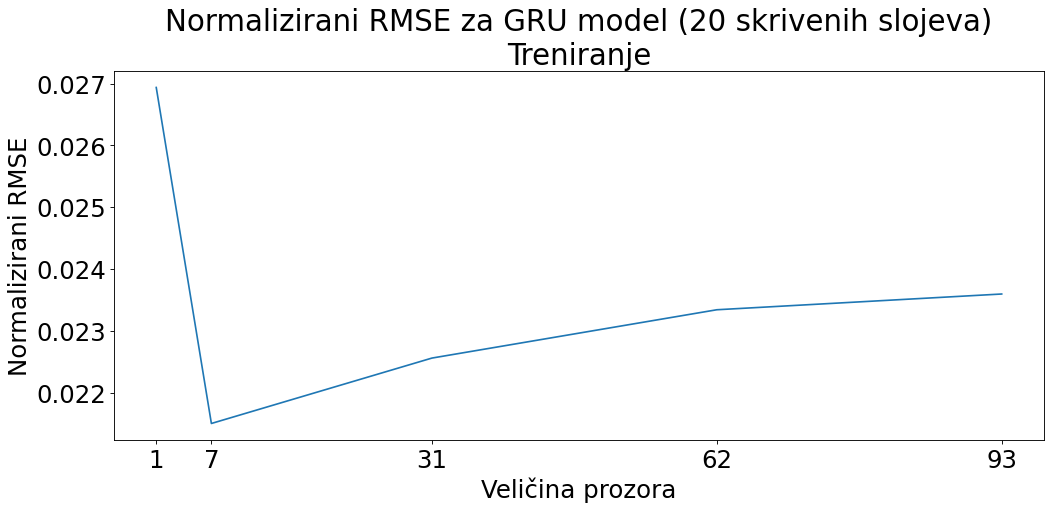 Normalizirani RMSE za GRU model (20 skrivenih slojeva)
Treniranje
Normalizirani RMSE
0.027
0.026
0.025
0.024
0.023
0.022
1 7 31 62 93
Veličina prozora